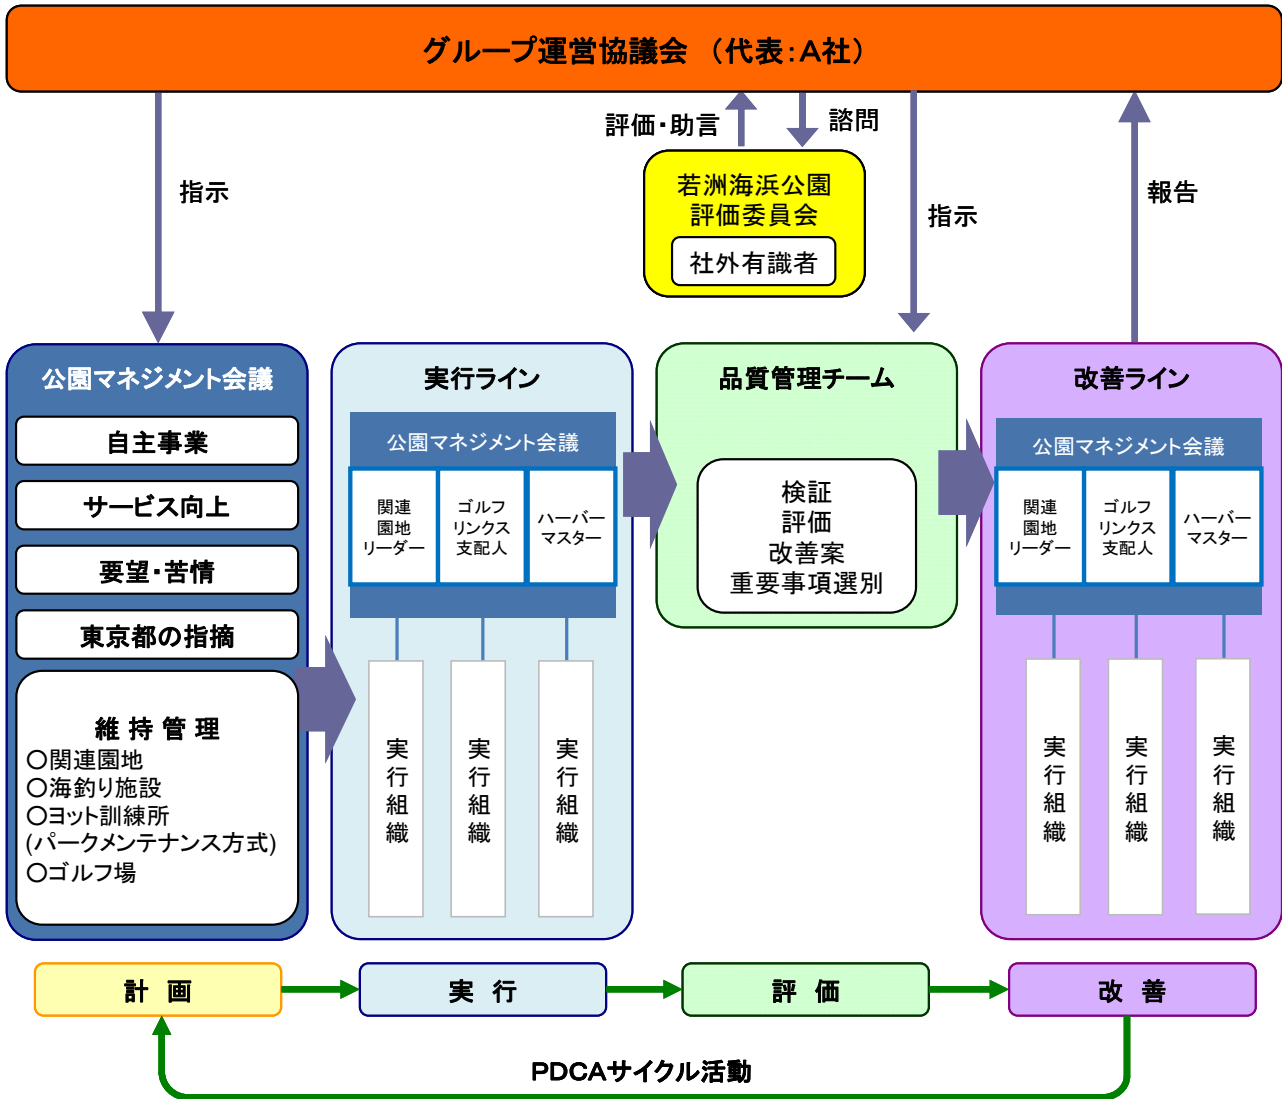 グループ運営協議会 （代表：A社）
評価・助言
諮問
指示
若洲海浜公園
評価委員会
社外有識者
指示
報告
公園マネジメント会議
自主事業
サービス向上
要望・苦情
東京都の指摘
維 持 管 理
○関連園地
○海釣り施設
○ヨット訓練所
(パークメンテナンス方式)
○ゴルフ場
実行ライン
公園マネジメント会議
関連
園地
リーダー
ゴルフ
リンクス
支配人
ハーバー
マスター
実行組織
実行組織
実行組織
品質管理チーム
検証
評価
改善案
重要事項選別
改善ライン
公園マネジメント会議
関連
園地
リーダー
ゴルフ
リンクス
支配人
ハーバー
マスター
実行組織
実行組織
実行組織
計 画
実 行
評 価
改 善
PDCAサイクル活動